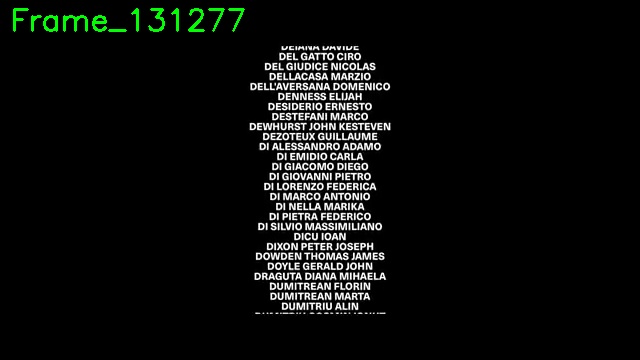 Frame_131277
DEIANA DAVIDE
DEL GATTO CIRO
DEL GIUDICE NICOLAS
DELLACASA MARZIO
DELL'AVERSANA DOMENICO
DENNESS ELIJAH
DESIDERIO ERNESTO
DESTEFANI MARCO
DEWHURST JOHN KESTEVEN
DEZOTEUX GUILLAUME
DI ALESSANDRO ADAMO
DI EMIDIO CARLA
DI GIACOMO DIEGO
DI GIOVANNI PIETRO
DI LORENZO FEDERICA
DI MARCO ANTONIO
DI NELLA MARIKA
DI PIETRA FEDERICO
DI SILVIO MASSIMILIANO
DICU IOAN
DIXON PETER JOSEPH
DOWDEN THOMAS JAMES
DOYLE GERALD JOHN
DRAGUTA DIANA MIHAELA
DUMITREAN FLORIN
DUMITREAN MARTA
DUMITRIU ALIN